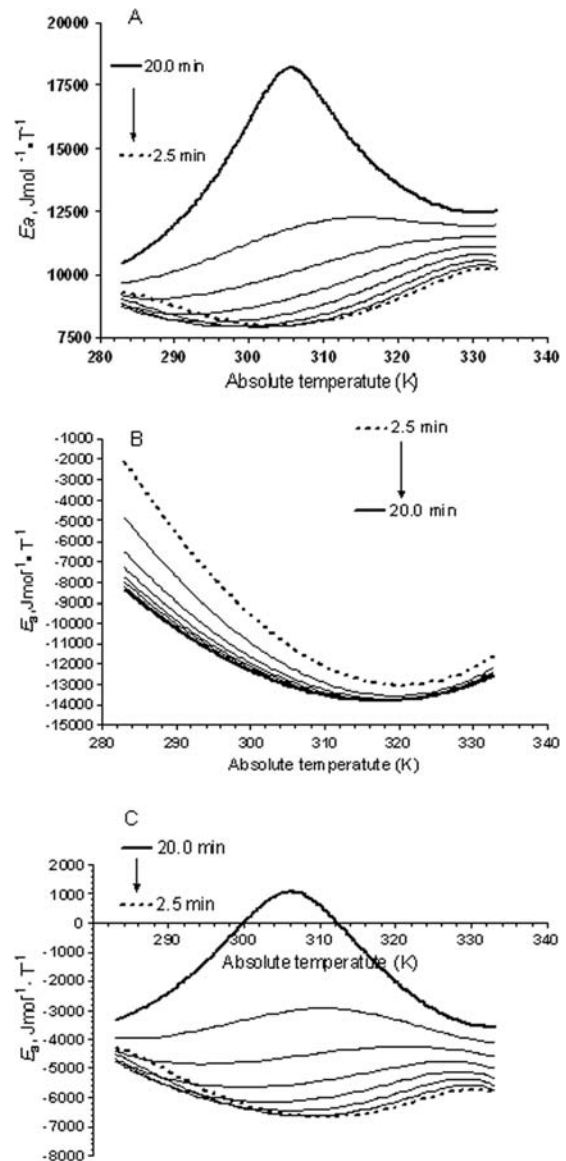 A
20000
17500
15000
12500
10000
7500
Ea, Jmol⁻¹▪T⁻¹
20.0 min
2.5 min
280 290 300 310 320 330 340
Absolute temperatute (K)
B
-1000
-2000
-3000
-4000
-5000
-6000
-7000
-8000
-9000
-10000
-11000
-12000
-13000
-14000
-15000
Ea,Jmol¹▪T⁻¹
2.5 min
20.0 min
280 290 300 310 320 330 340
Absolute temperatute (K)
C
20.0 min
2.5 min
2000
1000
0
-1000
-2000
-3000
-4000
-5000
-6000
-7000
-8000
Ea, Jmol¹·T⁻¹
290 300 310 320 330 340
Absolute temperatute (K)